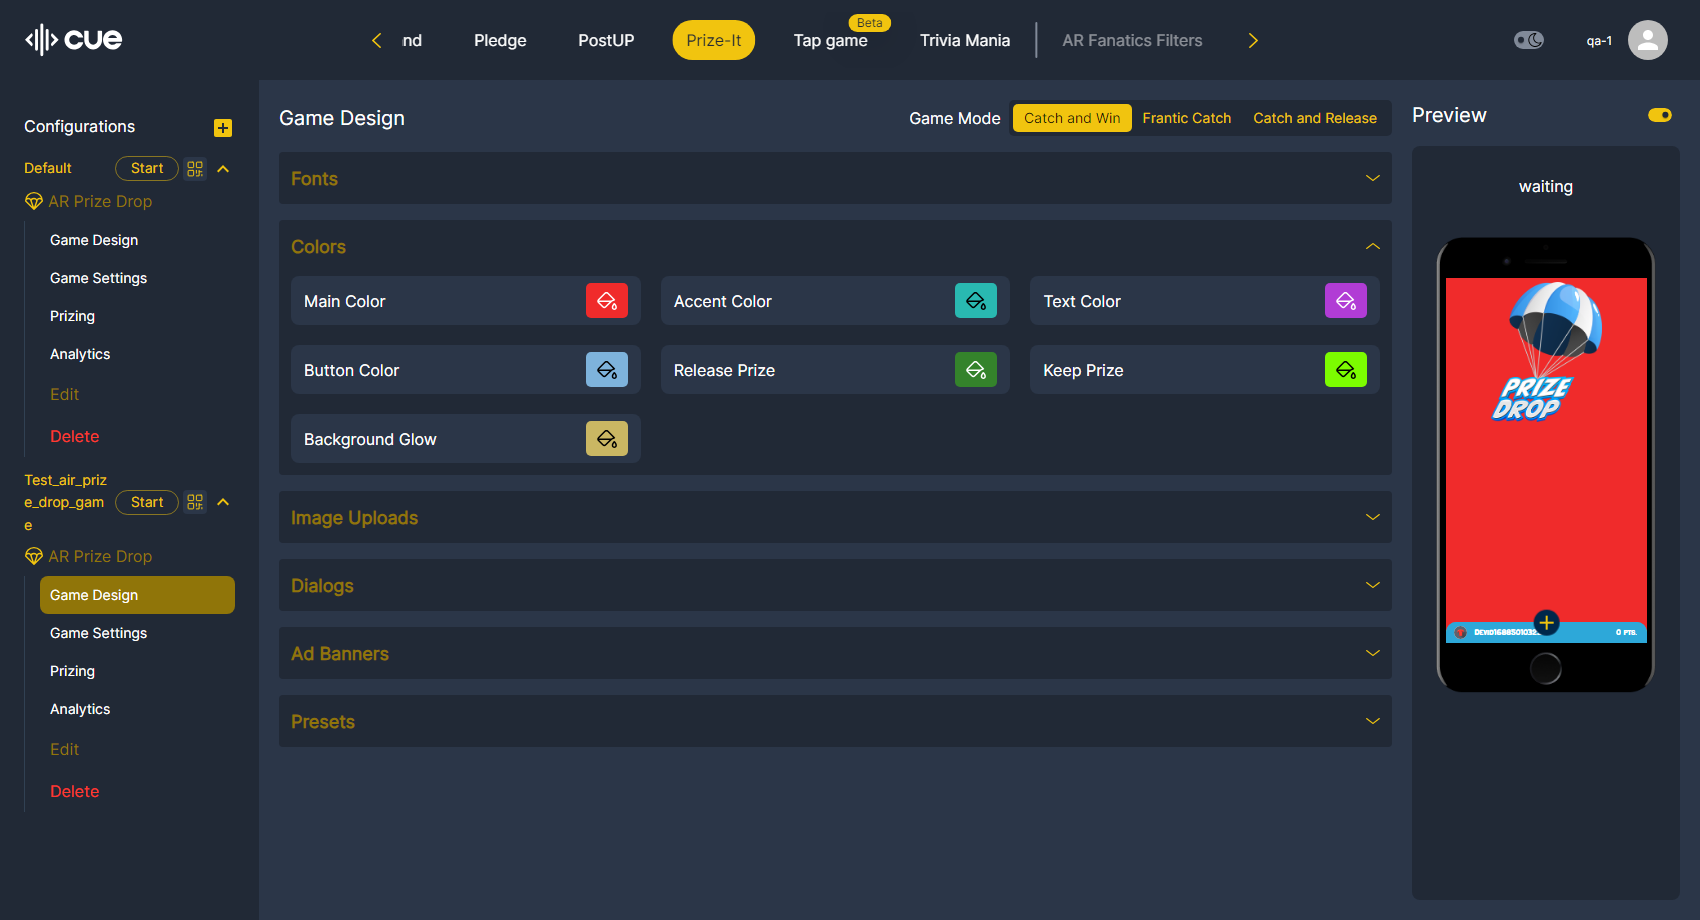 cue
nd
Pledge
PostUP
Prize-It
Tap game
Beta
Trivia Mania
AR Fanatics Filters
qa-1
Configurations
Default
Start
AR Prize Drop
Game Design
Game Settings
Prizing
Analytics
Edit
Delete
Test_air_priz
e_drop_gam
e
Start
AR Prize Drop
Game Design
Game Settings
Prizing
Analytics
Edit
Delete
Game Design
Game Mode
Catch and Win
Frantic Catch
Catch and Release
Fonts
Colors
Main Color
Accent Color
Text Color
Button Color
Release Prize
Keep Prize
Background Glow
Image Uploads
Dialogs
Ad Banners
Presets
Preview
waiting
PRIZE
DROP
0 PTS.